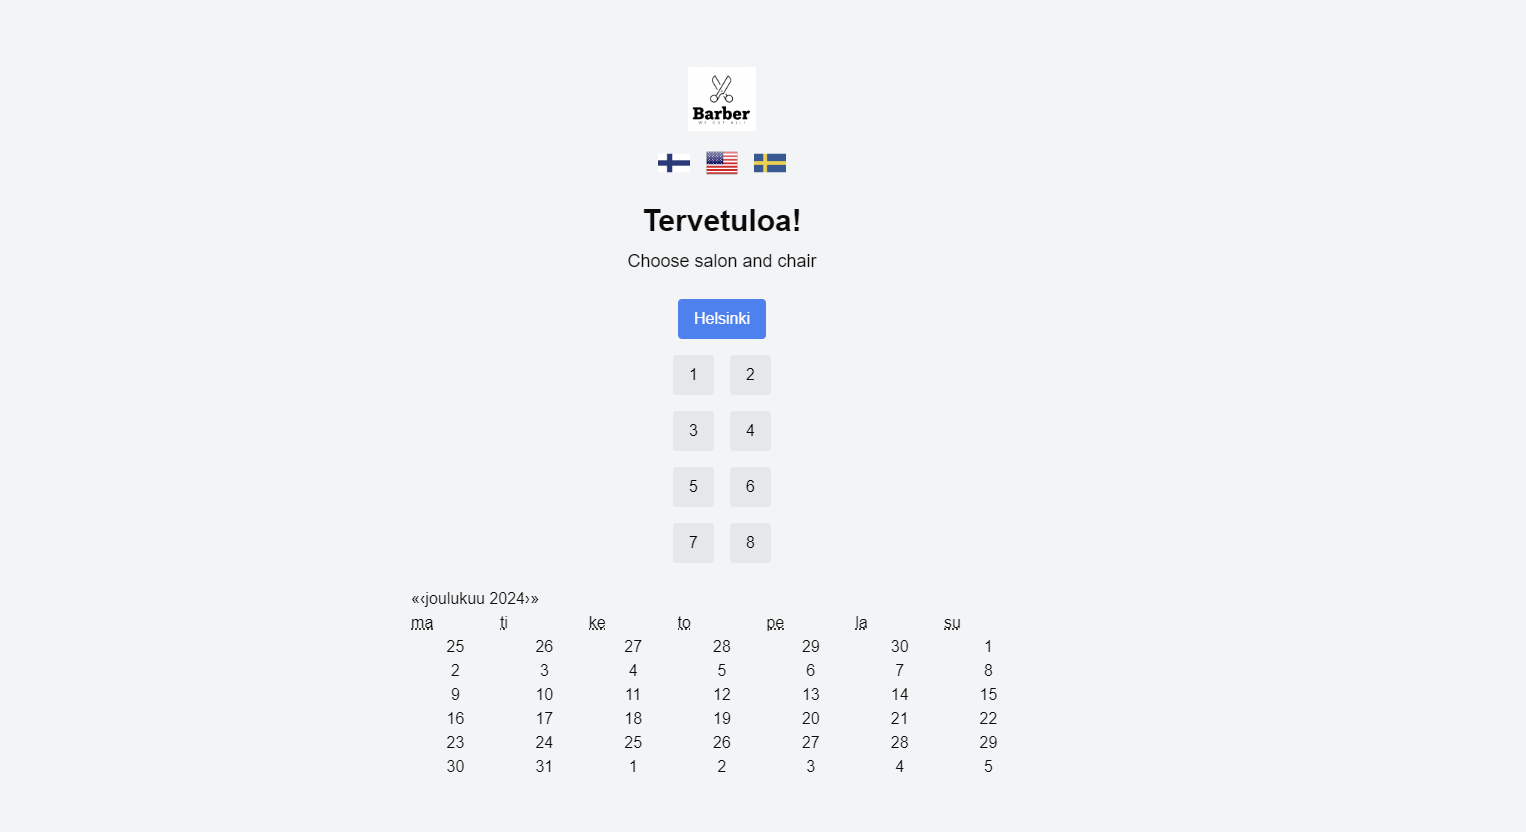 Barber
Tervetuloa!
Choose salon and chair
Helsinki
1 2
3 4
5 6
7 8
«‹joulukuu 2024›»
ma ti ke to pe la su
25 26 27 28 29 30 1
2 3 4 5 6 7 8
9 10 11 12 13 14 15
16 17 18 19 20 21 22
23 24 25 26 27 28 29
30 31 1 2 3 4 5